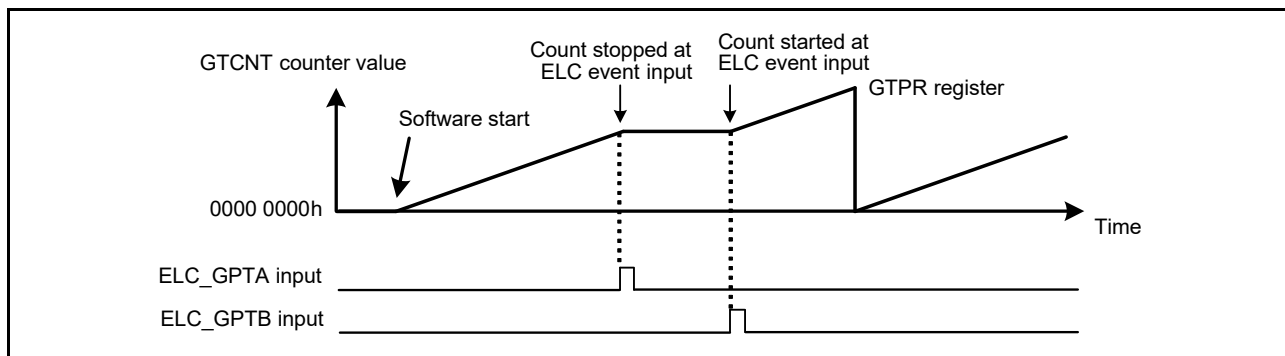 GTCNT counter value
Count stopped at
ELC event input
Count started at
ELC event input
GTPR register
Software start
0000 0000h
Time
ELC_GPTA input
ELC_GPTB input